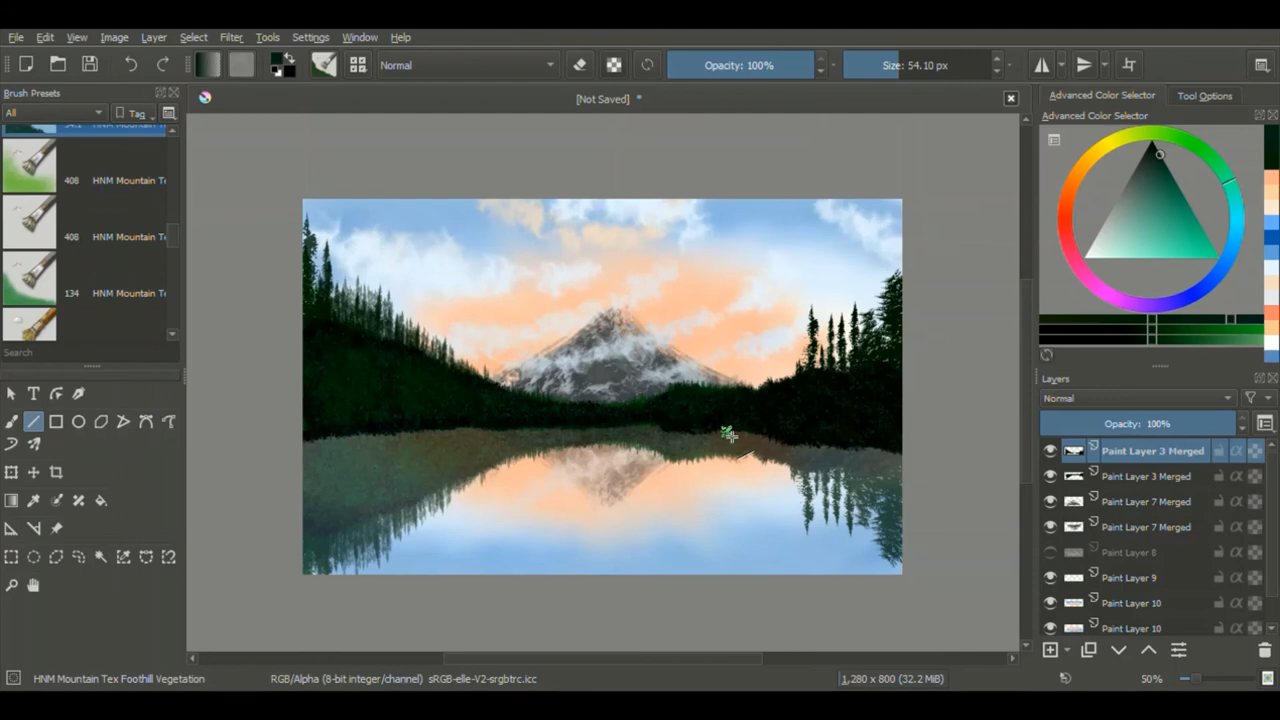 File Edit View Image Layer Select Filter Tools Settings Window Help
Normal
Opacity: 100%
Size: 54.10 px
Brush Presets
All
Tag
[Not Saved] *
408 HNM Mountain Te
408 HNM Mountain Te
134 HNM Mountain Te
Search
Advanced Color Selector
Tool Options
Advanced Color Selector
Layers
Normal
Opacity: 100%
Paint Layer 3 Merged
Paint Layer 3 Merged
Paint Layer 7 Merged
Paint Layer 7 Merged
Paint Layer 8
Paint Layer 9
Paint Layer 10
Paint Layer 10
HNM Mountain Tex Foothill Vegetation
RGB/Alpha (8-bit integer/channel) sRGB-elle-V2-srgbtrc.icc
1,280 x 800 (32.2 MiB)
50%